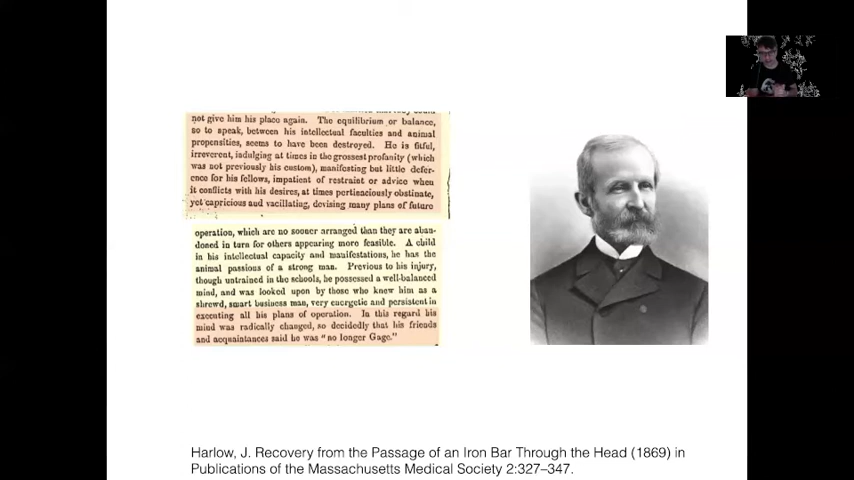 not give him his place again. The equilibrium or balance,
so to speak, between his intellectual faculties and animal
propensities, seems to have been destroyed. He is fitful,
irreverent, indulging at times in the grossest profanity (which
was not previously his custom), manifesting but little defer-
ence for his fellows, impatient of restraint or advice when
it conflicts with his desires, at times pertinaciously obstinate,
yet capricious and vacillating, devising many plans of future
operation, which are no sooner arranged than they are aban-
doned in turn for others appearing more feasible. A child
in his intellectual capacity and manifestations, he has the
animal passions of a strong man. Previous to his injury,
though untrained in the schools, he possessed a well-balanced
mind, and was looked upon by those who knew him as a
shrewd, smart business man, very energetic and persistent in
executing all his plans of operation. In this regard his
mind was radically changed, so decidedly that his friends
and acquaintances said he was "no longer Gage."
Harlow, J. Recovery from the Passage of an Iron Bar Through the Head (1869) in
Publications of the Massachusetts Medical Society 2:327–347.